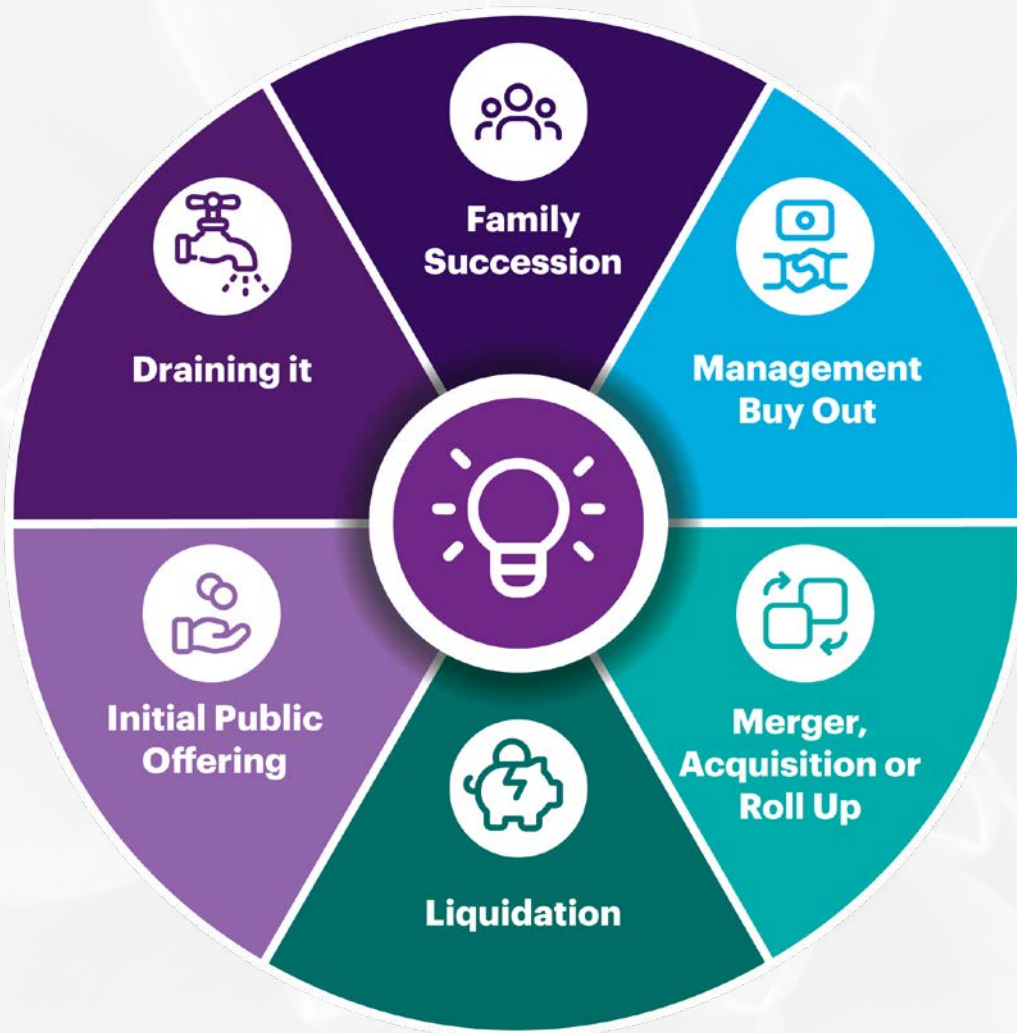 Family
Succession
Management
Buy Out
Merger,
Acquisition or
Roll Up
Liquidation
Initial Public
Offering
Draining it